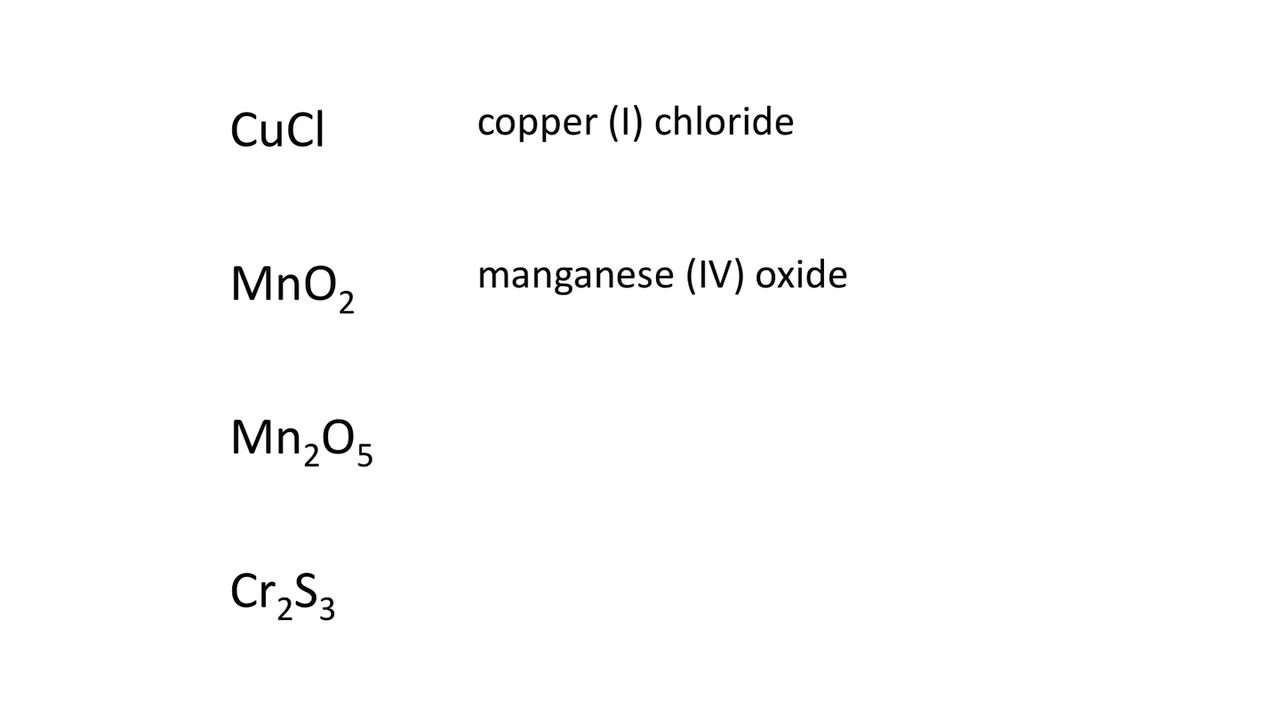 CuCl copper (I) chloride
MnO₂ manganese (IV) oxide
Mn₂O₅
Cr₂S₃